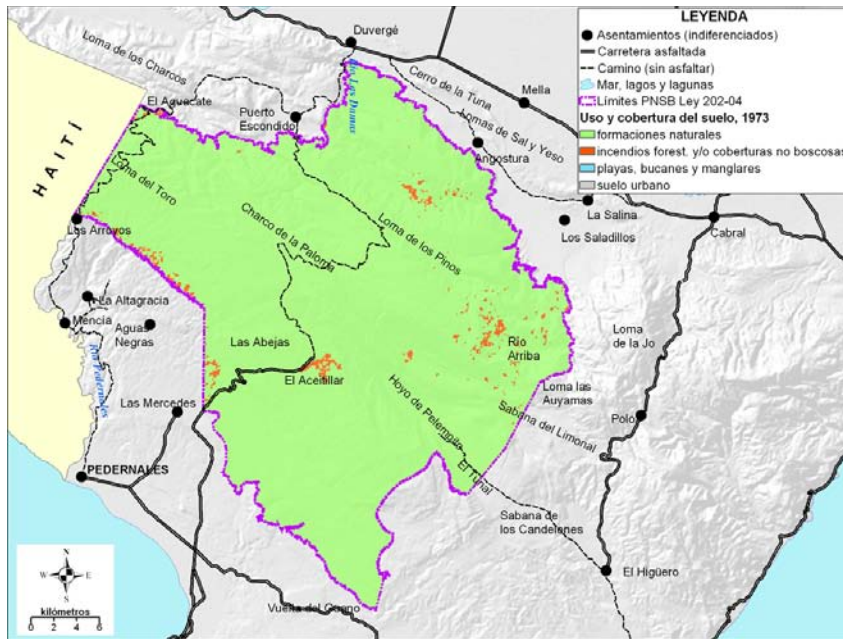 LEYENDA
Asentamientos (indiferenciados)
Carretera asfaltada
Camino (sin asfaltar)
Mar, lagos y lagunas
Límites PNSB Ley 202-04
Uso y cobertura del suelo, 1973
formaciones naturales
incendios forest. y/o coberturas no boscosas
playas, bucanes y manglares
suelo urbano
Duvergé
Loma de los Charcos
Río Las Damas
Cerro de la Tuna
Mella
El Aguacate
Puerto
Escondido
Lomas de Sal y Yeso
Angostura
HAITÍ
Loma del Toro
Charco de la Paloma
Loma de los Pinos
La Salina
Los Saladillos
Cabral
Los Arroyos
La Altagracia
Mencía
Aguas
Negras
Río Pedernales
Las Abejas
Río
Arriba
Loma
de la Jo
El Aceitillar
Hoyo de Pelempito
Loma las
Auyamas
Las Mercedes
Sabana del Limonal
Polo
PEDERNALES
El Tunal
Sabana de
los Candelones
El Higüero
Vuelta del Guano
N
W E
S
kilómetros
0 2 4 6